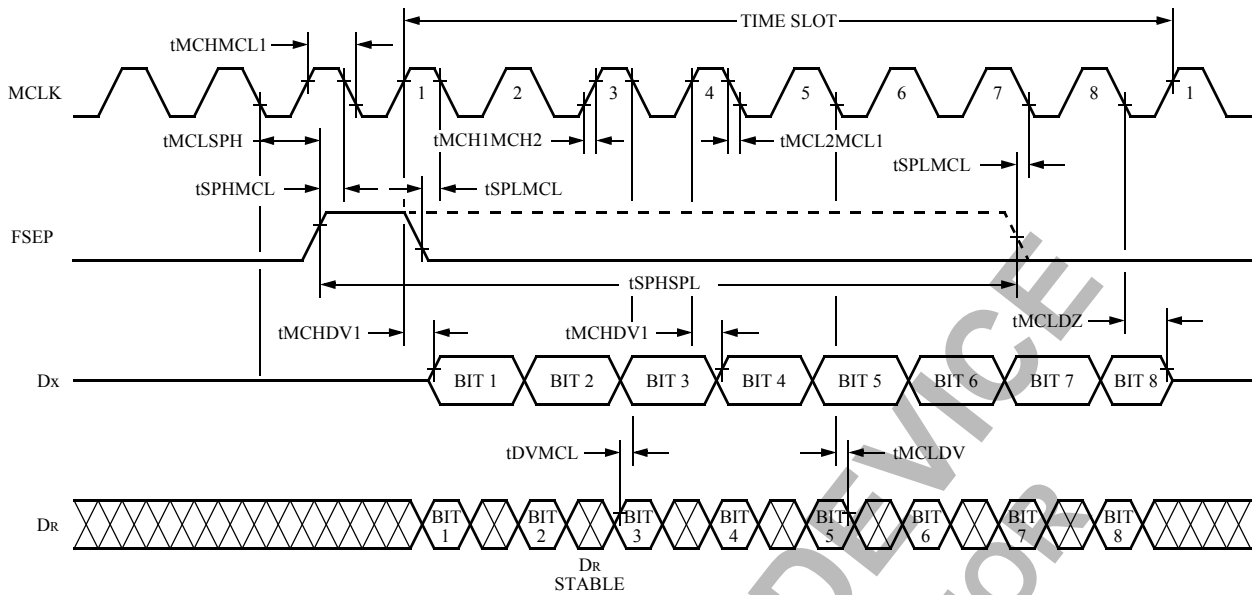 TIME SLOT
tMCHMCL1
MCLK
1 2 3 4 5 6 7 8 1
tMCLSPH
tMCH1MCH2
tMCL2MCL1
tSPHMCL
tSPLMCL
tSPLMCL
FSEP
tSPHSPL
tMCHDV1
tMCHDV1
tMCLDZ
DX
BIT 1 BIT 2 BIT 3 BIT 4 BIT 5 BIT 6 BIT 7 BIT 8
tDVMCL
tMCLDV
DR
BIT 1 BIT 2 BIT 3 BIT 4 BIT 5 BIT 6 BIT 7 BIT 8
DR
STABLE
DEVICE